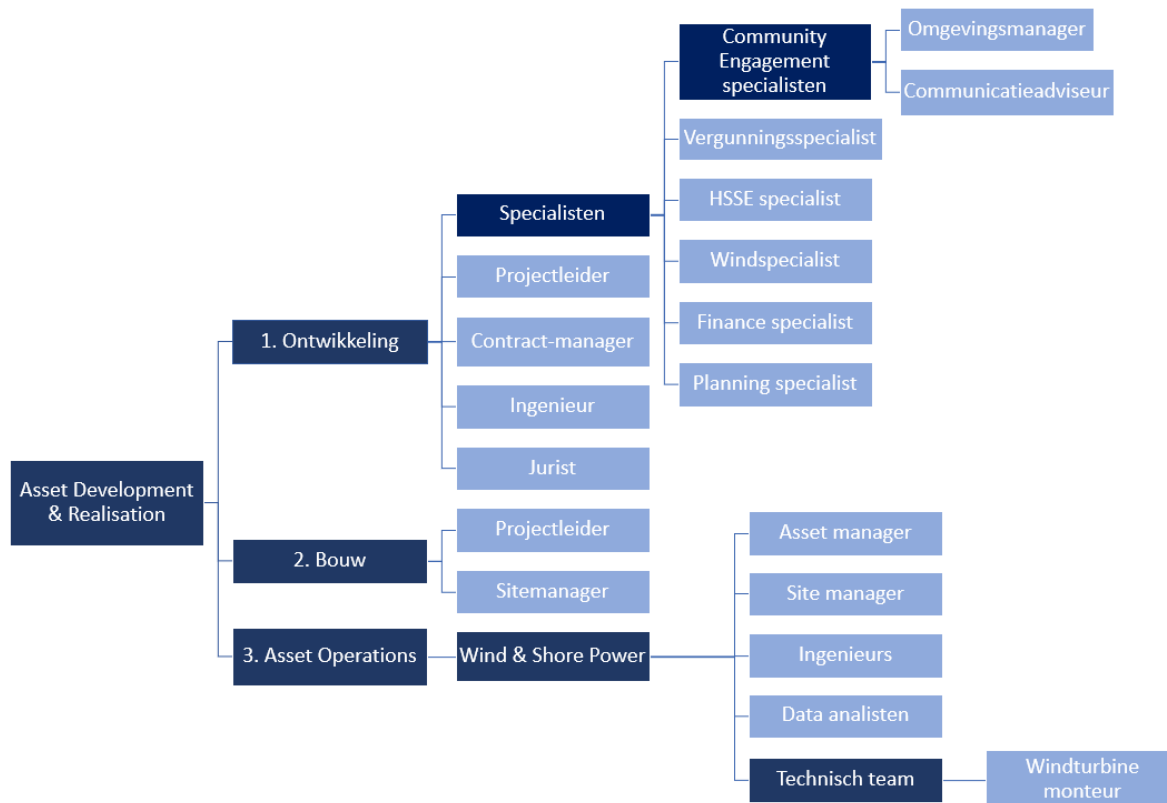 Community
Engagement
specialisten
Omgevingsmanager
Communicatieadviseur
Vergunningsspecialist
HSSE specialist
Windspecialist
Finance specialist
Planning specialist
Specialisten
Projectleider
Contract-manager
Ingenieur
Jurist
1. Ontwikkeling
Asset Development
& Realisation
2. Bouw
Projectleider
Sitemanager
3. Asset Operations
Wind & Shore Power
Asset manager
Site manager
Ingenieurs
Data analisten
Technisch team
Windturbine
monteur